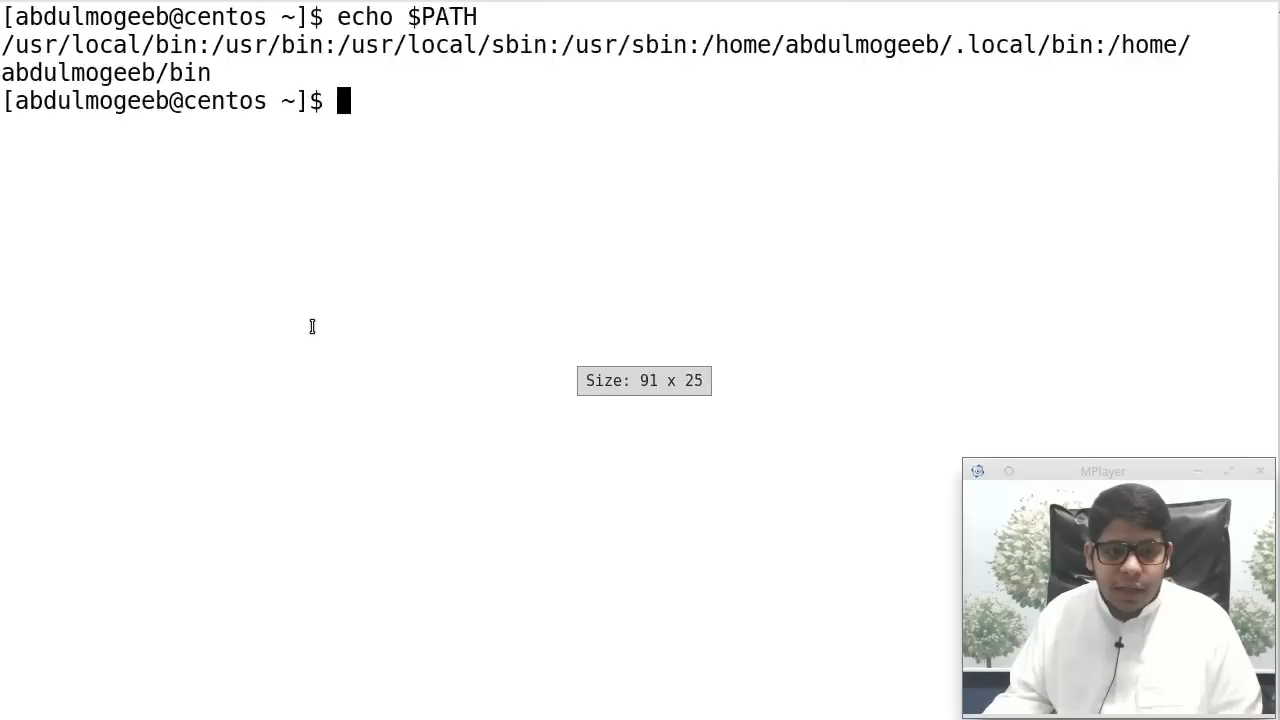 [abdulmogeeb@centos ~]$ echo $PATH
/usr/local/bin:/usr/bin:/usr/local/sbin:/usr/sbin:/home/abdulmogeeb/.local/bin:/home/
abdulmogeeb/bin
[abdulmogeeb@centos ~]$
Size: 91 x 25
MPlayer